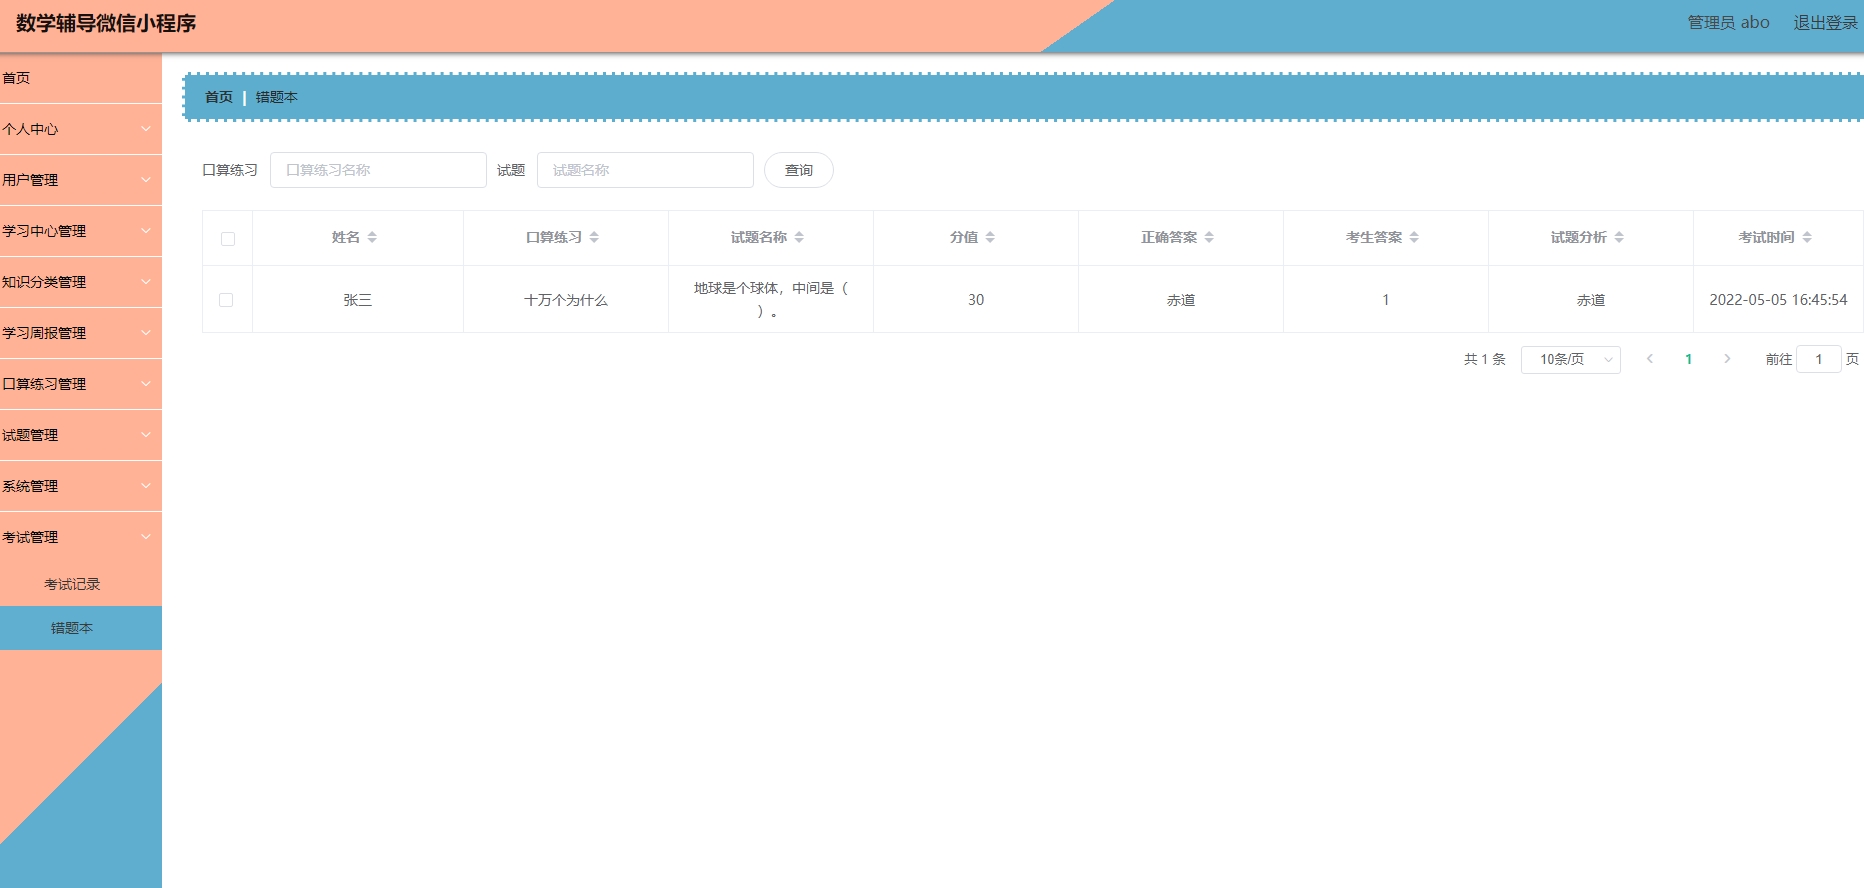 数学辅导微信小程序
管理员 abo 退出登录
首页
个人中心
用户管理
学习中心管理
知识分类管理
学习周报管理
口算练习管理
试题管理
系统管理
考试管理
考试记录
错题本
首页 | 错题本
口算练习 口算练习名称 试题 试题名称 查询
姓名 口算练习 试题名称 分值 正确答案 考生答案 试题分析 考试时间
张三 十万个为什么 地球是个球体，中间是（ 30 赤道 1 赤道 2022-05-05 16:45:54
）。
共 1 条 10条/页 1 前往 1 页